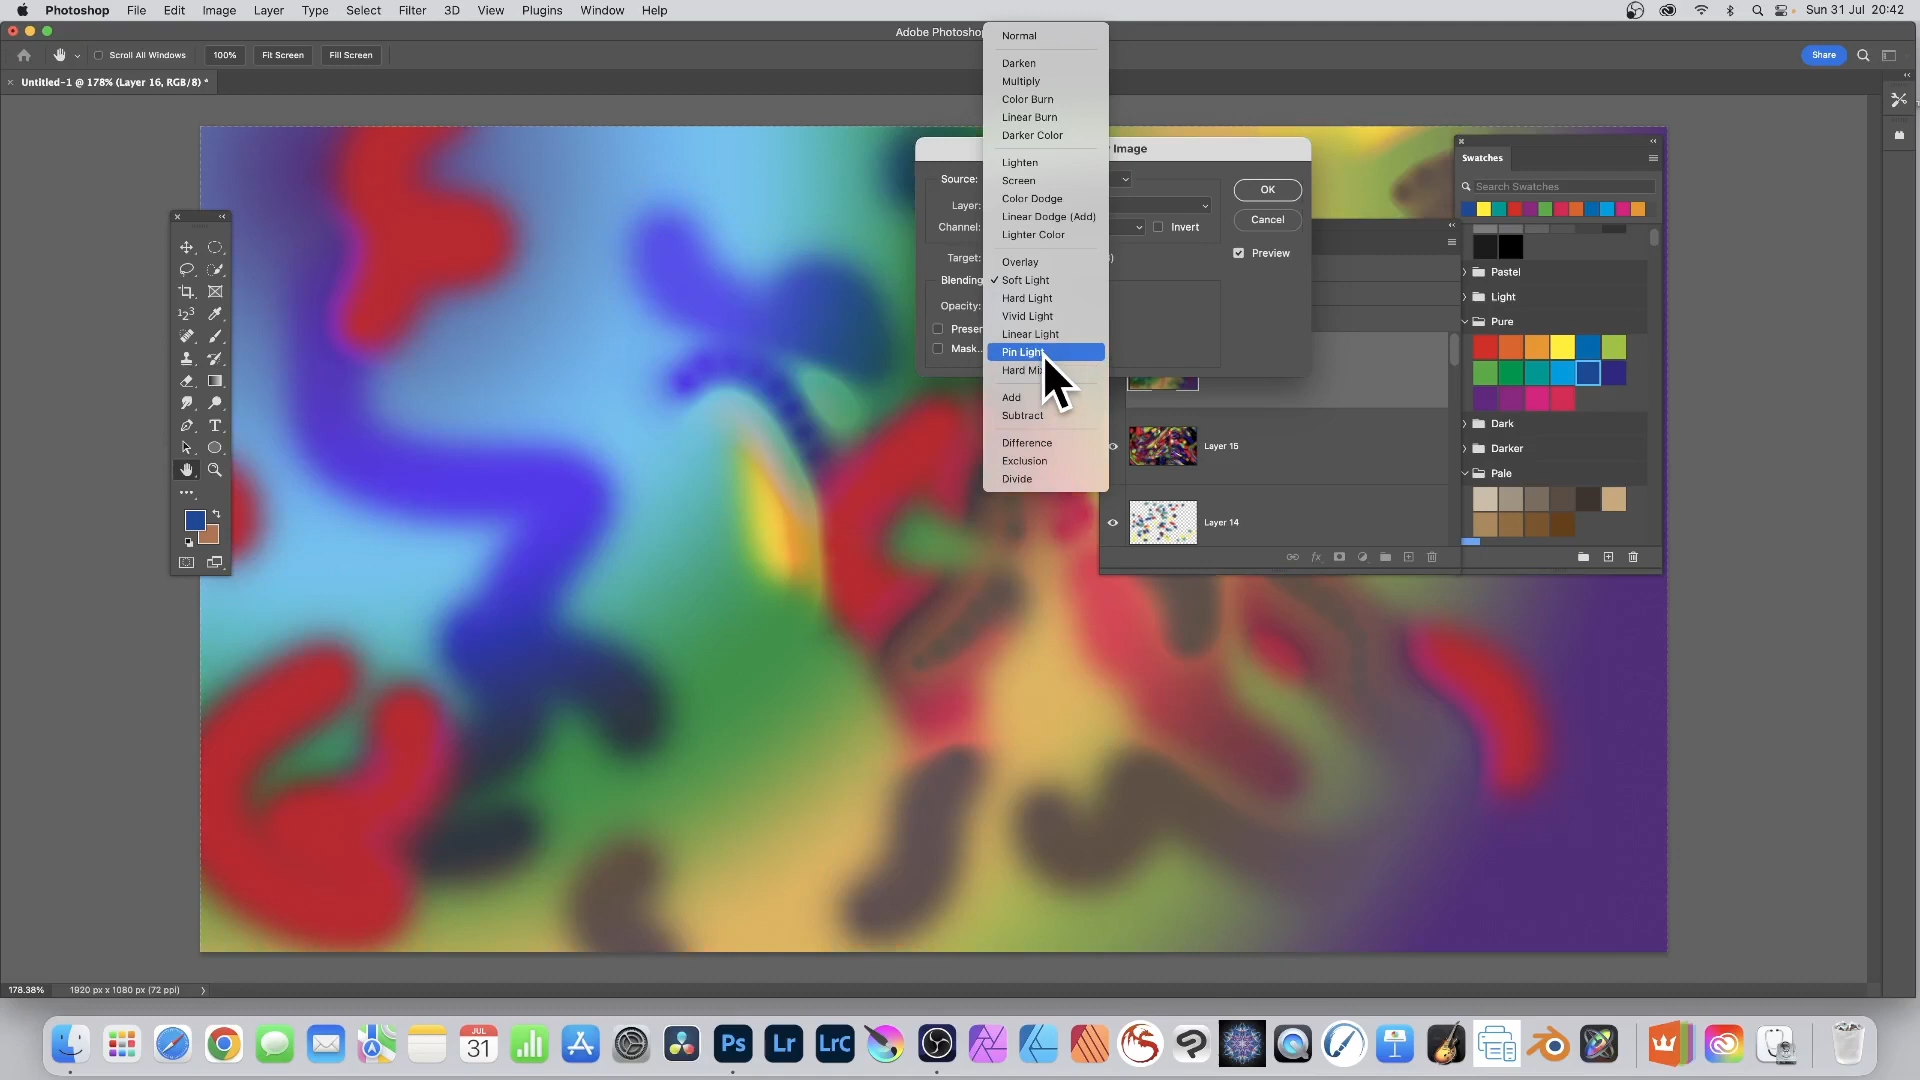 Photoshop File Edit Image Layer Type Select Filter 3D View Plugins Window Help Sun 31 Jul 20:42
Adobe Photoshop
Scroll All Windows 100% Fit Screen Fill Screen Share
Untitled-1 @ 178% (Layer 16, RGB/8) *
Normal
Darken
Multiply
Color Burn
Linear Burn
Darker Color
Lighten
Screen
Color Dodge
Linear Dodge (Add)
Lighter Color
Overlay
Soft Light
Hard Light
Vivid Light
Linear Light
Pin Light
Hard Mix
Add
Subtract
Difference
Exclusion
Divide
Image
Source:
Layer:
Channel:
Invert
Target:
Blending
Opacity:
Mask...
OK
Cancel
Preview
Layer 15
Layer 14
fx
Swatches
Search Swatches
Pastel
Light
Pure
Dark
Darker
Pale
123
T
178.38% 1920 px x 1080 px (72 ppi)
JUL
31
Ps
Lr
LrC